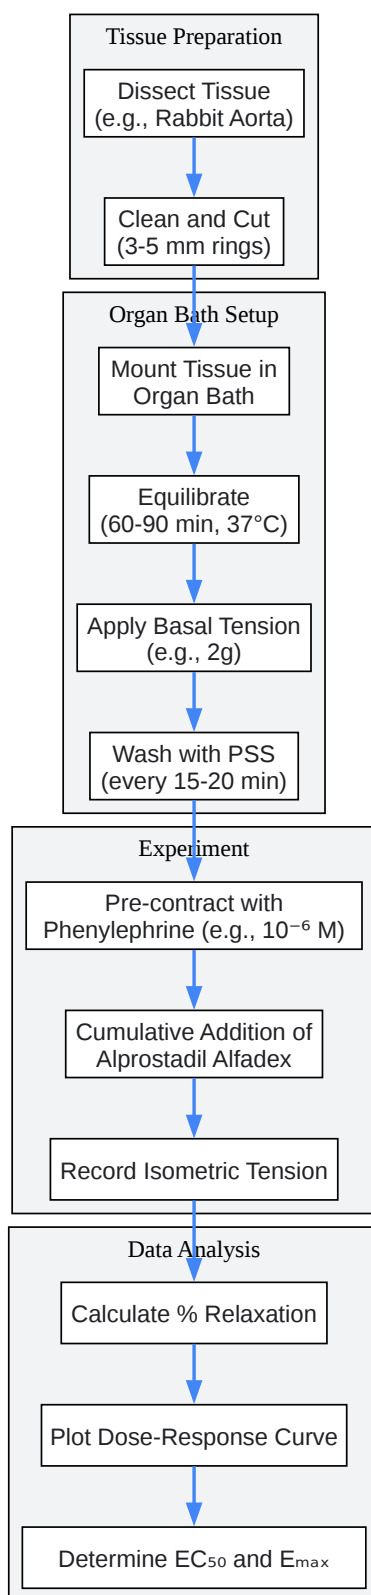 Tissue Preparation
Dissect Tissue
(e.g., Rabbit Aorta)
Clean and Cut
(3-5 mm rings)
Organ Bath Setup
Mount Tissue in
Organ Bath
Equilibrate
(60-90 min, 37°C)
Apply Basal Tension
(e.g., 2g)
Wash with PSS
(every 15-20 min)
Experiment
Pre-contract with
Phenylephrine (e.g., 10⁻⁶ M)
Cumulative Addition of
Alprostadil Alfadex
Record Isometric Tension
Data Analysis
Calculate % Relaxation
Plot Dose-Response Curve
Determine EC₅₀ and Eₘₐₓ